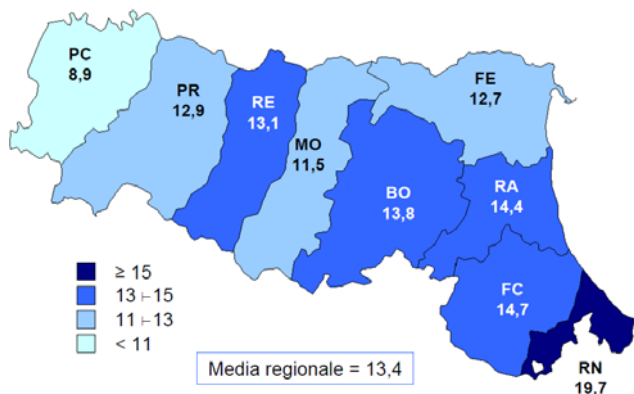 PC
8,9
PR
12,9
RE
13,1
MO
11,5
FE
12,7
BO
13,8
RA
14,4
FC
14,7
RN
19,7
≥ 15
13 ⊢ 15
11 ⊢ 13
< 11
Media regionale = 13,4